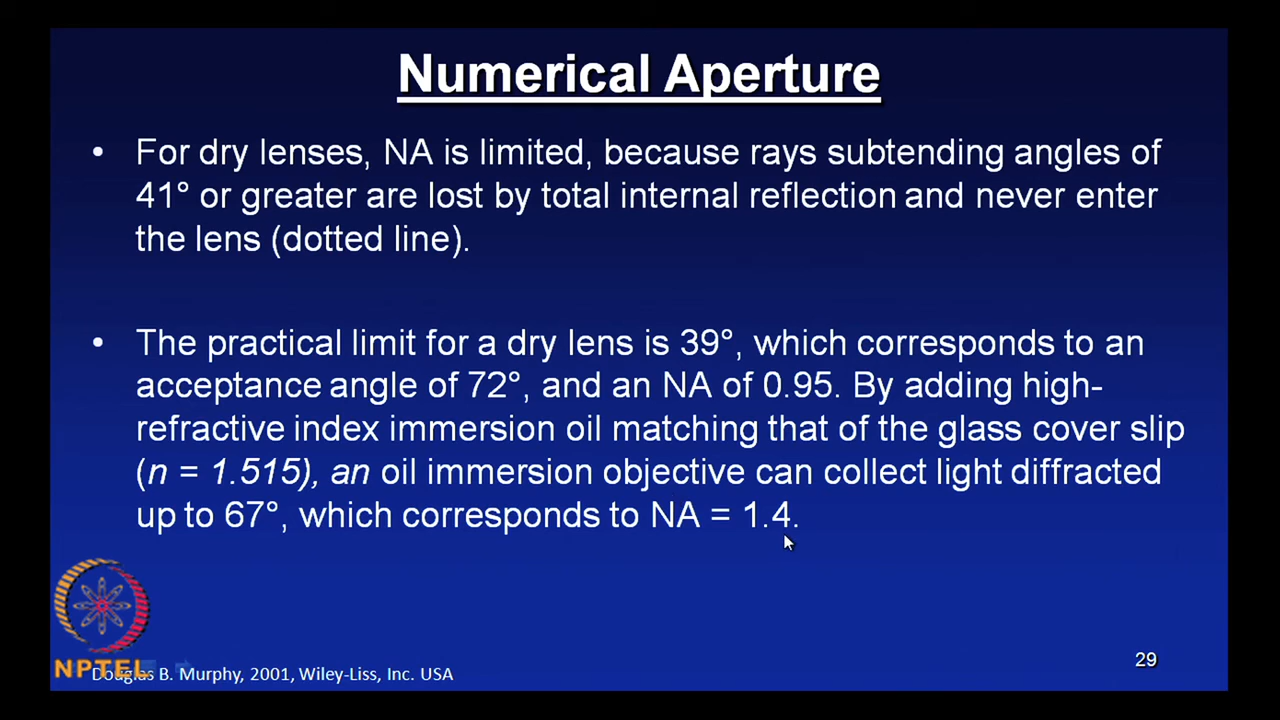 Numerical Aperture
• For dry lenses, NA is limited, because rays subtending angles of
41° or greater are lost by total internal reflection and never enter
the lens (dotted line).
• The practical limit for a dry lens is 39°, which corresponds to an
acceptance angle of 72°, and an NA of 0.95. By adding high-
refractive index immersion oil matching that of the glass cover slip
(n = 1.515), an oil immersion objective can collect light diffracted
up to 67°, which corresponds to NA = 1.4.
NPTEL
Douglas B. Murphy, 2001, Wiley-Liss, Inc. USA
29